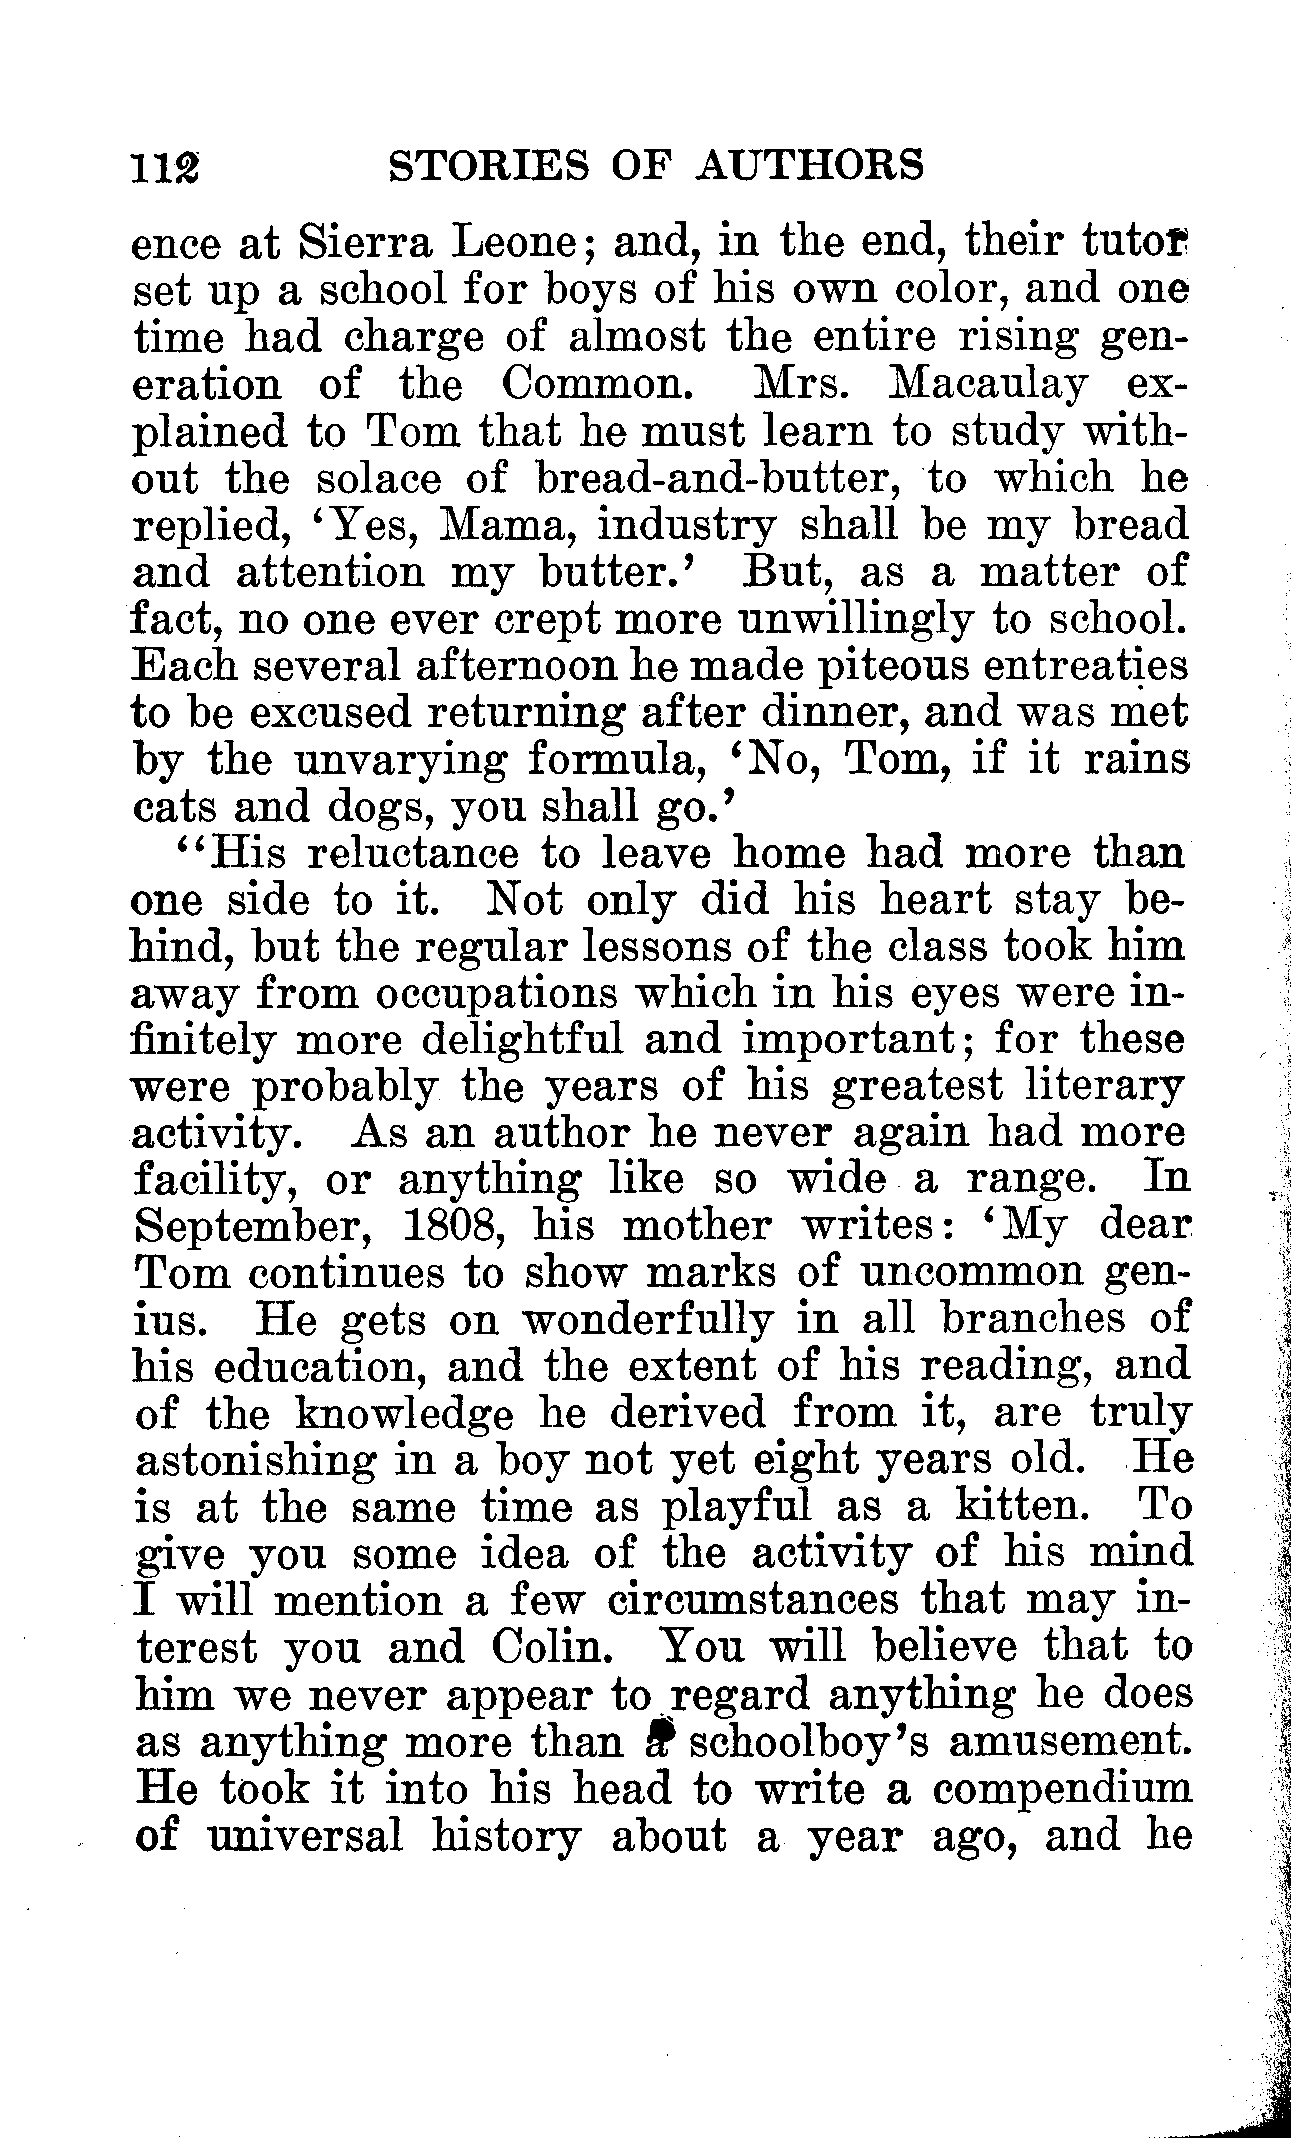 112 STORIES OF AUTHORS
ence at Sierra Leone; and, in the end, their tutor
set up a school for boys of his own color, and one
time had charge of almost the entire rising gen-
eration of the Common. Mrs. Macaulay ex-
plained to Tom that he must learn to study with-
out the solace of bread-and-butter, to which he
replied, ‘Yes, Mama, industry shall be my bread
and attention my butter.’ But, as a matter of
fact, no one ever crept more unwillingly to school.
Each several afternoon he made piteous entreaties
to be excused returning after dinner, and was met
by the unvarying formula, ‘No, Tom, if it rains
cats and dogs, you shall go.’
“His reluctance to leave home had more than
one side to it. Not only did his heart stay be-
hind, but the regular lessons of the class took him
away from occupations which in his eyes were in-
finitely more delightful and important; for these
were probably the years of his greatest literary
activity. As an author he never again had more
facility, or anything like so wide a range. In
September, 1808, his mother writes: ‘My dear
Tom continues to show marks of uncommon gen-
ius. He gets on wonderfully in all branches of
his education, and the extent of his reading, and
of the knowledge he derived from it, are truly
astonishing in a boy not yet eight years old. He
is at the same time as playful as a kitten. To
give you some idea of the activity of his mind
I will mention a few circumstances that may in-
terest you and Colin. You will believe that to
him we never appear to regard anything he does
as anything more than a schoolboy’s amusement.
He took it into his head to write a compendium
of universal history about a year ago, and he